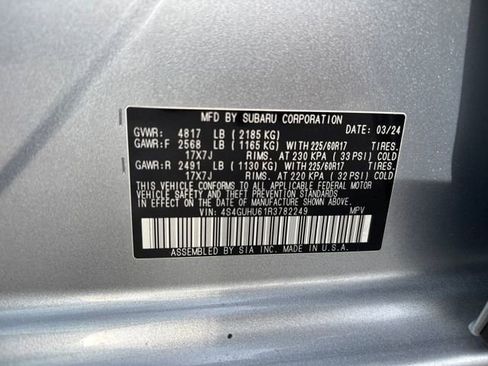 MFD BY SUBARU CORPORATION
GVWR: 4817 LB ( 2185 KG) DATE: 03/24
GAWR:F 2568 LB ( 1165 KG) WITH 225/60R17 TIRES.
17X7J RIMS. AT 230 KPA ( 33 PSI) COLD
GAWR:R 2491 LB ( 1130 KG) WITH 225/60R17 TIRES.
17X7J RIMS. AT 220 KPA ( 32 PSI) COLD
THIS VEHICLE CONFORMS TO ALL APPLICABLE FEDERAL MOTOR
VEHICLE SAFETY AND THEFT PREVENTION STANDARDS
IN EFFECT ON THE DATE OF MANUFACTURE SHOWN ABOVE.
VIN: 4S4GUHU61R3782249 MPV
ASSEMBLED BY SIA INC. MADE IN U.S.A.